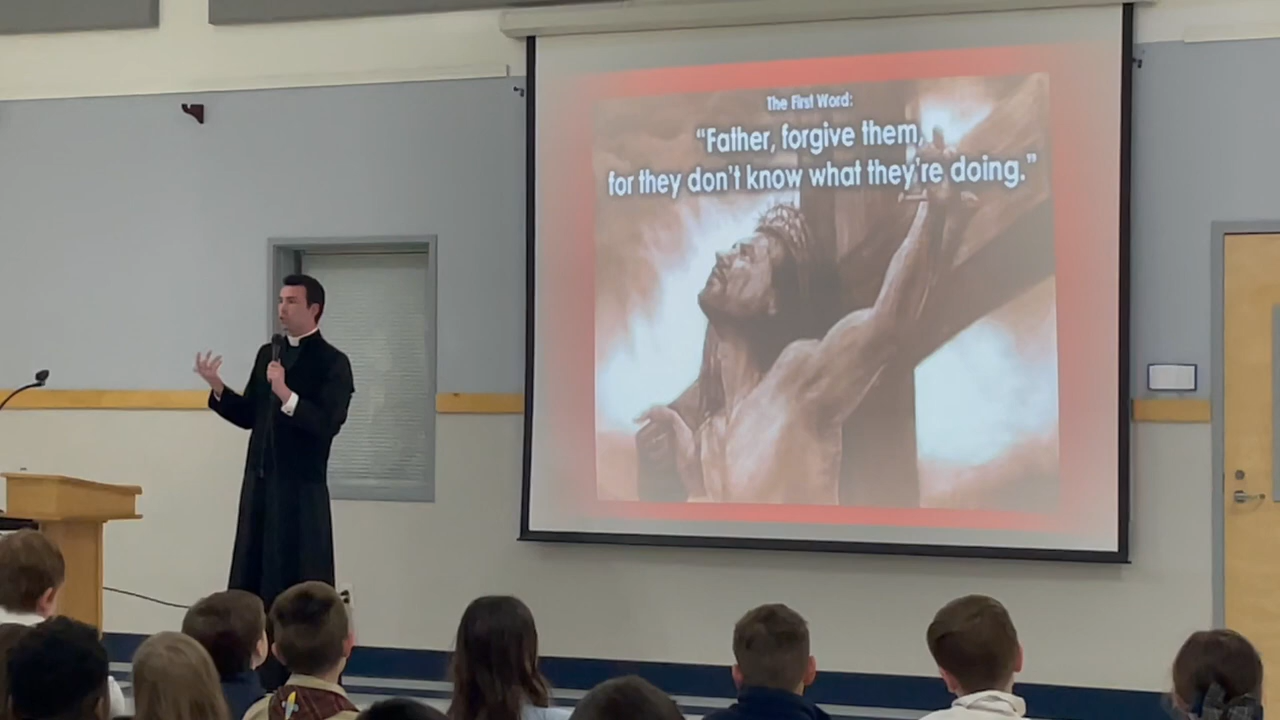 The First Word:
“Father, forgive them,
for they don’t know what they’re doing.”